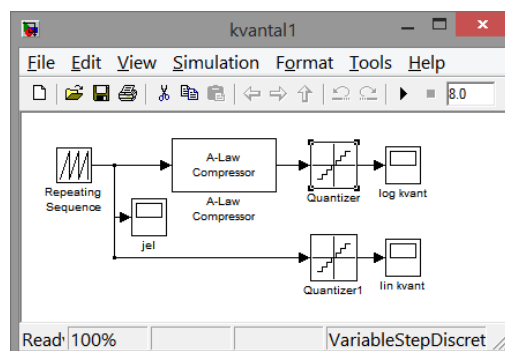 kvantal1
File Edit View Simulation Format Tools Help
8.0
A-Law
Compressor
Repeating
Sequence
A-Law
Compressor
Quantizer
log kvant
jel
Quantizer1
lin kvant
Read 100% VariableStepDiscret